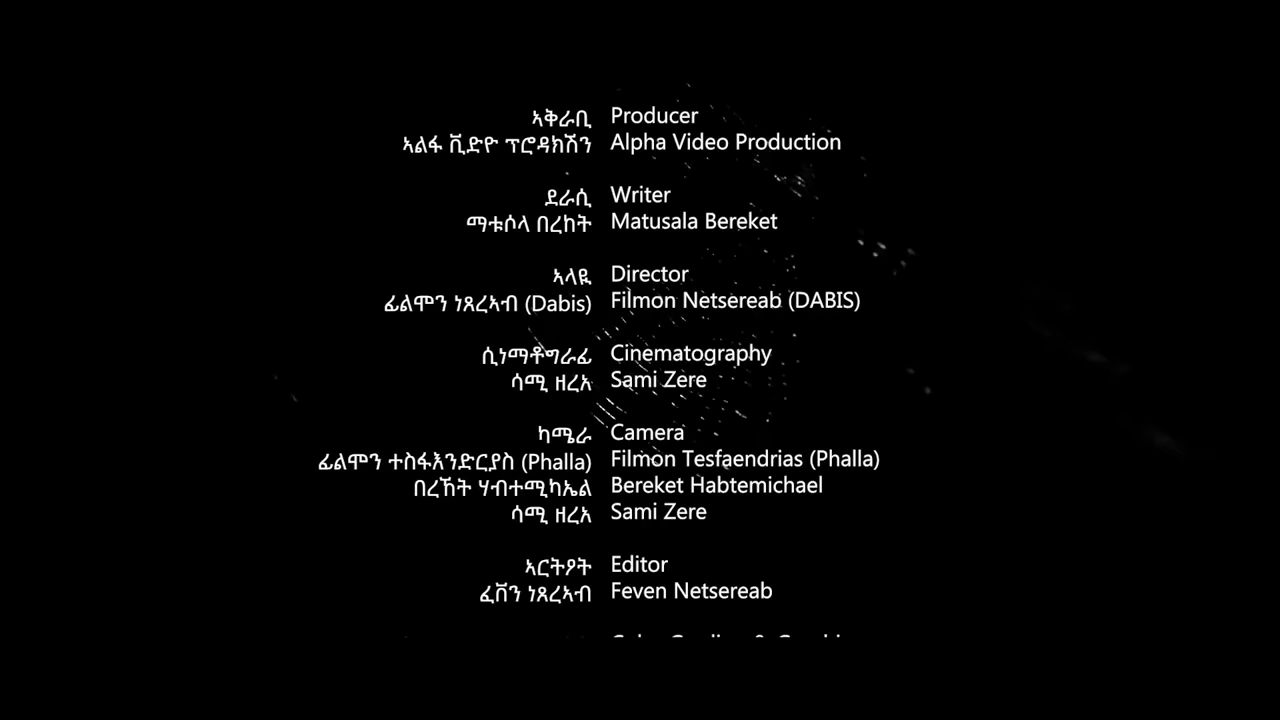 ኣቅራቢ Producer
ኣልፋ ቪድዮ ፕሮዳክሽን Alpha Video Production
ደራሲ Writer
ማቱሶላ በረከት Matusala Bereket
ኣላዪ Director
ፊልሞን ነጸረኣብ (Dabis) Filmon Netsereab (DABIS)
ሲነማቶግራፊ Cinematography
ሳሚ ዘረአ Sami Zere
ካሜራ Camera
ፊልሞን ተስፋእንድርያስ (Phalla) Filmon Tesfaendrias (Phalla)
በረኸት ሃብተሚካኤል Bereket Habtemichael
ሳሚ ዘረአ Sami Zere
ኣርትዖት Editor
ፈቨን ነጸረኣብ Feven Netsereab